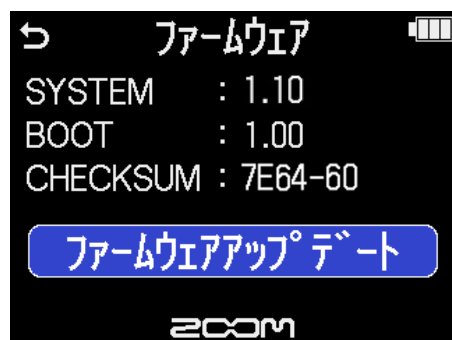 ファームウェア
SYSTEM : 1.10
BOOT : 1.00
CHECKSUM : 7E64-60
ファームウェアアップデート
ZOOM